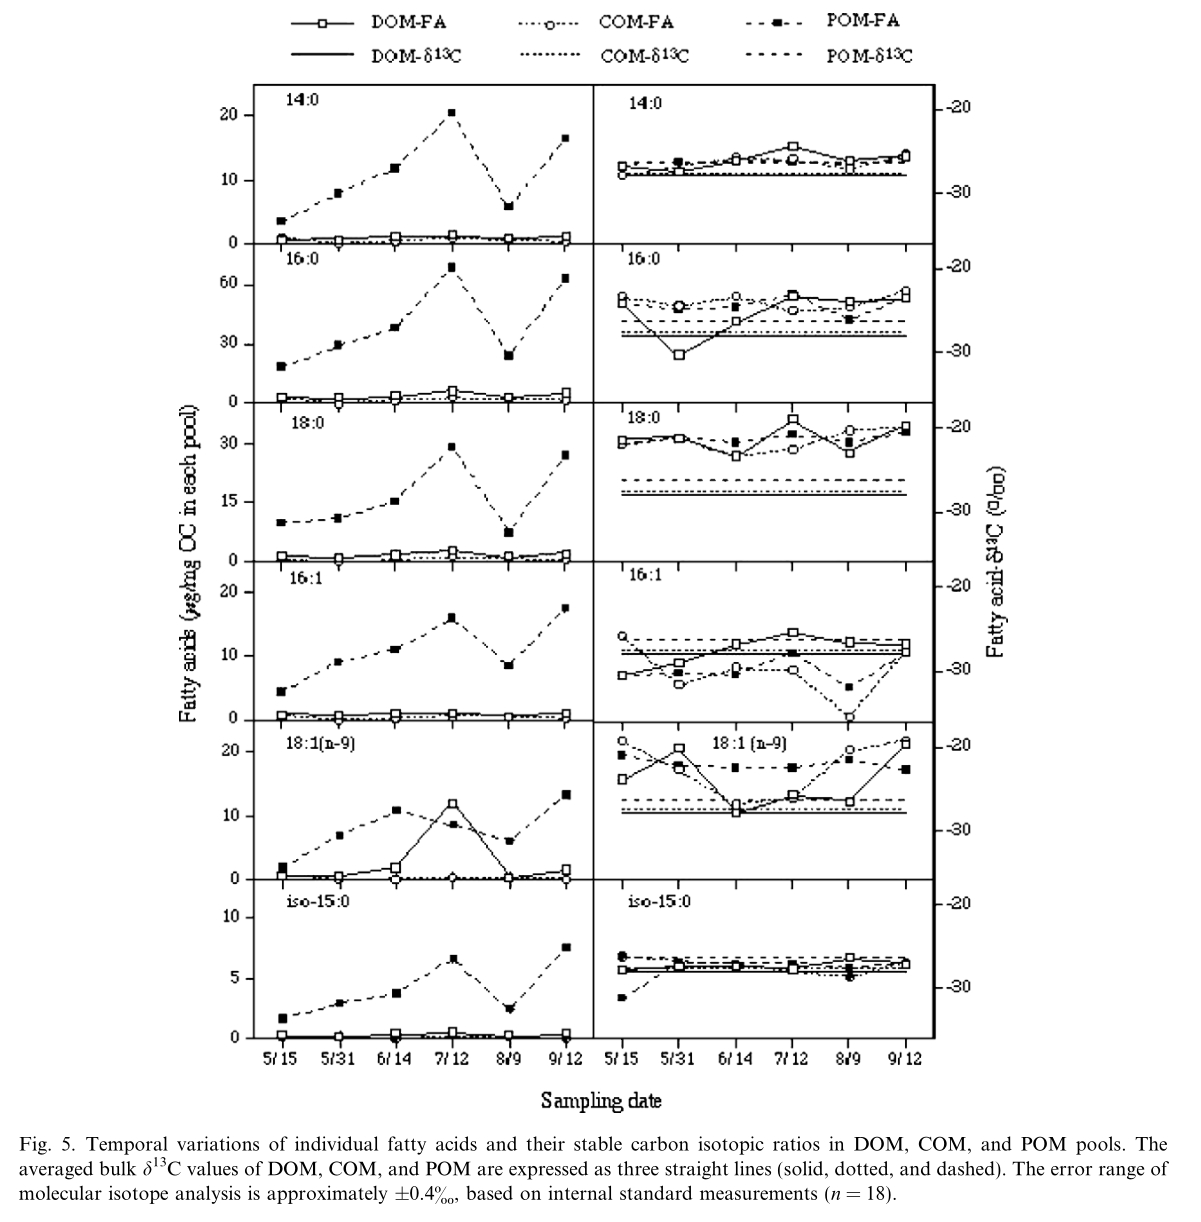 DOM-FA COM-FA POM-FA
DOM-δ¹³C COM-δ¹³C POM-δ¹³C
14:0 14:0
20 -20
10 -30
0
16:0 16:0
60 -20
30 -30
0
18:0 18:0
30 -20
15 -30
0
16:1 16:1
20 -20
10 -30
0
18:1(n-9) 18:1 (n-9)
20 -20
10 -30
0
iso-15:0 iso-15:0
10 -20
5 -30
0
Fatty acids (µg/mg OC in each pool)
Fatty acid-δ¹³C (0/00)
5/15 5/31 6/14 7/12 8/9 9/12 5/15 5/31 6/14 7/12 8/9 9/12
Sampling date
Fig. 5. Temporal variations of individual fatty acids and their stable carbon isotopic ratios in DOM, COM, and POM pools. The
averaged bulk δ¹³C values of DOM, COM, and POM are expressed as three straight lines (solid, dotted, and dashed). The error range of
molecular isotope analysis is approximately ±0.4‰, based on internal standard measurements (n = 18).